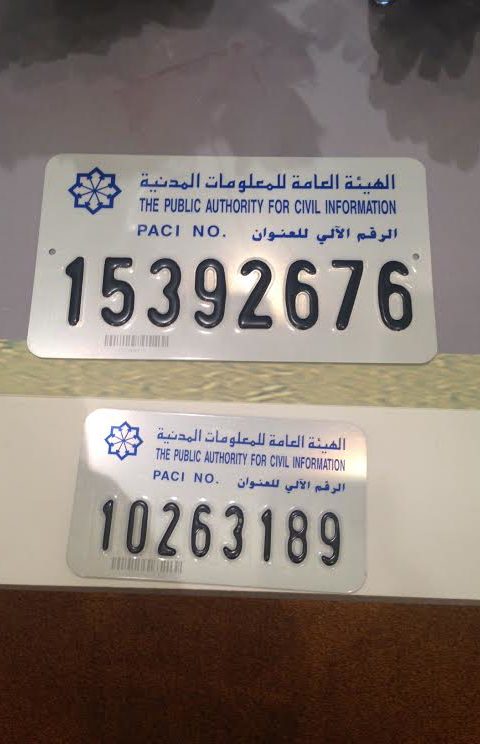 الهيئة العامة للمعلومات المدنية
THE PUBLIC AUTHORITY FOR CIVIL INFORMATION
PACI NO. الرقم الآلي للعنوان
15392676
الهيئة العامة للمعلومات المدنية
THE PUBLIC AUTHORITY FOR CIVIL INFORMATION
PACI NO. الرقم الآلي للعنوان
10263189